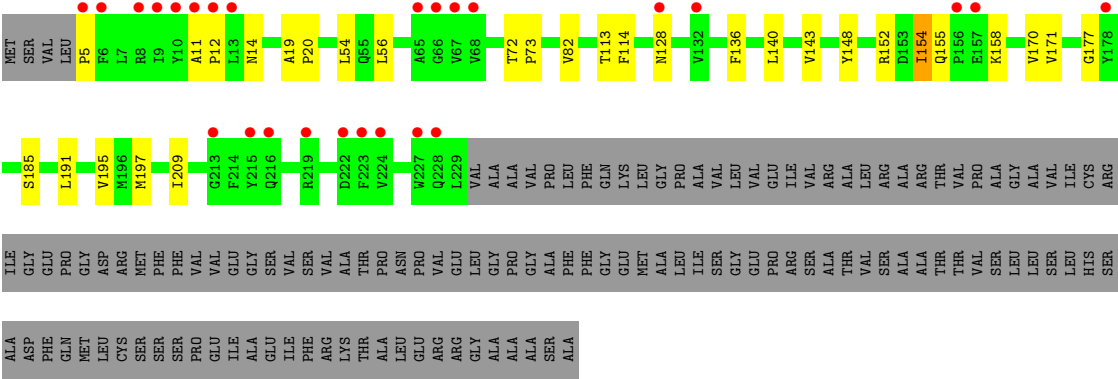 MET SER VAL LEU P5 F6 L7 R8 I9 Y10 A11 P12 L13 N14 A19 P20 L54 Q55 L56 A65 G66 V67 V68 T72 P73 V82 T113 F114 N128 V132 F136 L140 V143 Y148 R152 D153 I154 Q155 P156 E157 K158 V170 V171 G177 Y178
S185 L191 V195 M196 M197 I209 G213 F214 Y215 Q216 R219 D222 F223 V224 W227 Q228 L229 VAL ALA ALA VAL PRO LEU PHE GLN LYS LEU GLY PRO ALA VAL LEU VAL GLU ILE VAL ARG ALA LEU ARG ALA ARG THR VAL PRO ALA GLY ALA VAL ILE CYS ARG
ILE GLY GLU PRO GLY ASP ARG MET PHE PHE VAL VAL GLU GLY SER VAL SER VAL ALA THR PRO ASN PRO VAL GLU LEU GLY PRO GLY ALA PHE PHE GLY GLU MET ALA LEU ILE SER GLY GLU PRO ARG SER ALA THR VAL SER ALA ALA THR THR VAL SER LEU LEU SER LEU HIS SER
ALA ASP PHE GLN MET LEU CYS SER SER SER PRO GLU ILE ALA GLU ILE PHE ARG LYS THR ALA LEU GLU ARG ARG GLY ALA ALA ALA SER ALA